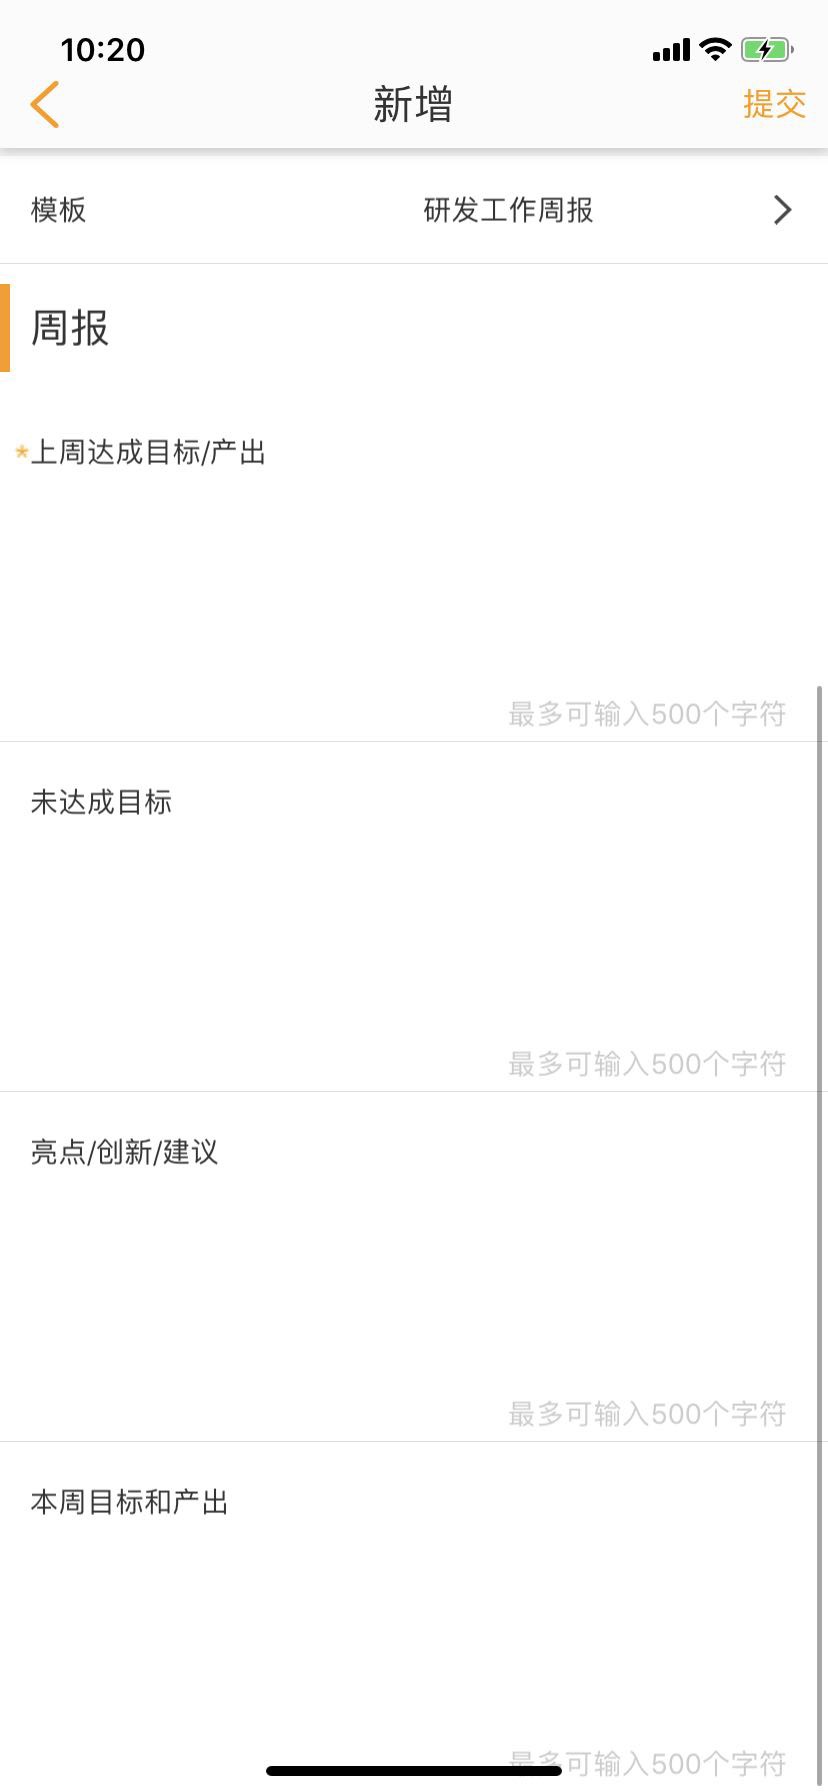 10:20
新增
提交
模板 研发工作周报
周报
*上周达成目标/产出
最多可输入500个字符
未达成目标
最多可输入500个字符
亮点/创新/建议
最多可输入500个字符
本周目标和产出
最多可输入500个字符